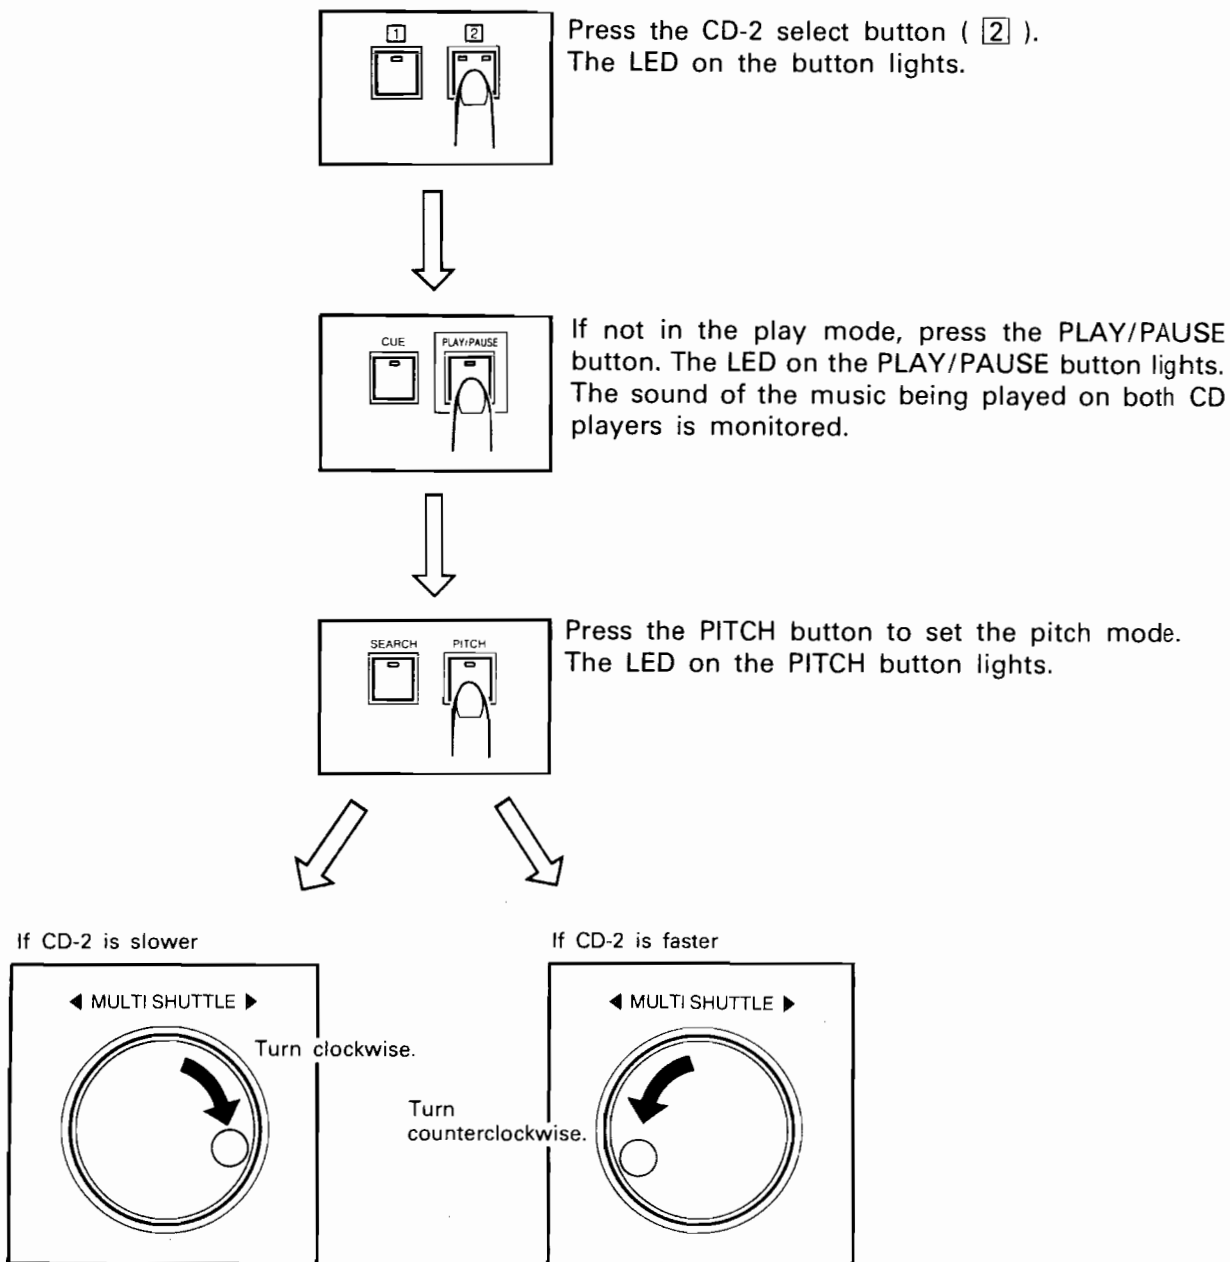 1 2
Press the CD-2 select button ( 2 ).
The LED on the button lights.
CUE PLAY/PAUSE
If not in the play mode, press the PLAY/PAUSE
button. The LED on the PLAY/PAUSE button lights.
The sound of the music being played on both CD
players is monitored.
SEARCH PITCH
Press the PITCH button to set the pitch mode.
The LED on the PITCH button lights.
If CD-2 is slower
◀ MULTI SHUTTLE ▶
Turn clockwise.
If CD-2 is faster
◀ MULTI SHUTTLE ▶
Turn
counterclockwise.